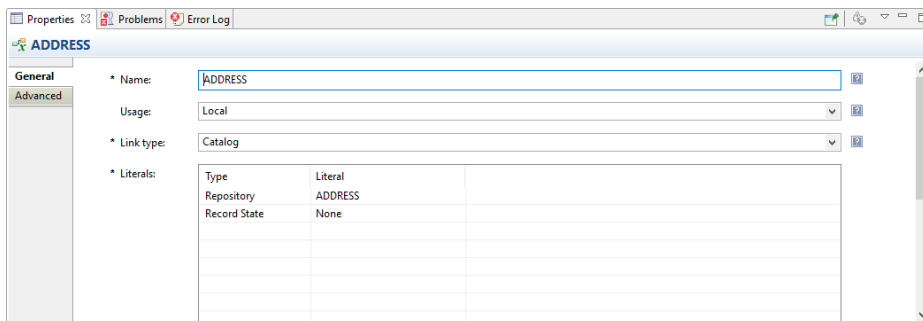 Properties Problems Error Log
ADDRESS
General
Advanced
* Name: ADDRESS
Usage: Local
* Link type: Catalog
* Literals:
Type Literal
Repository ADDRESS
Record State None